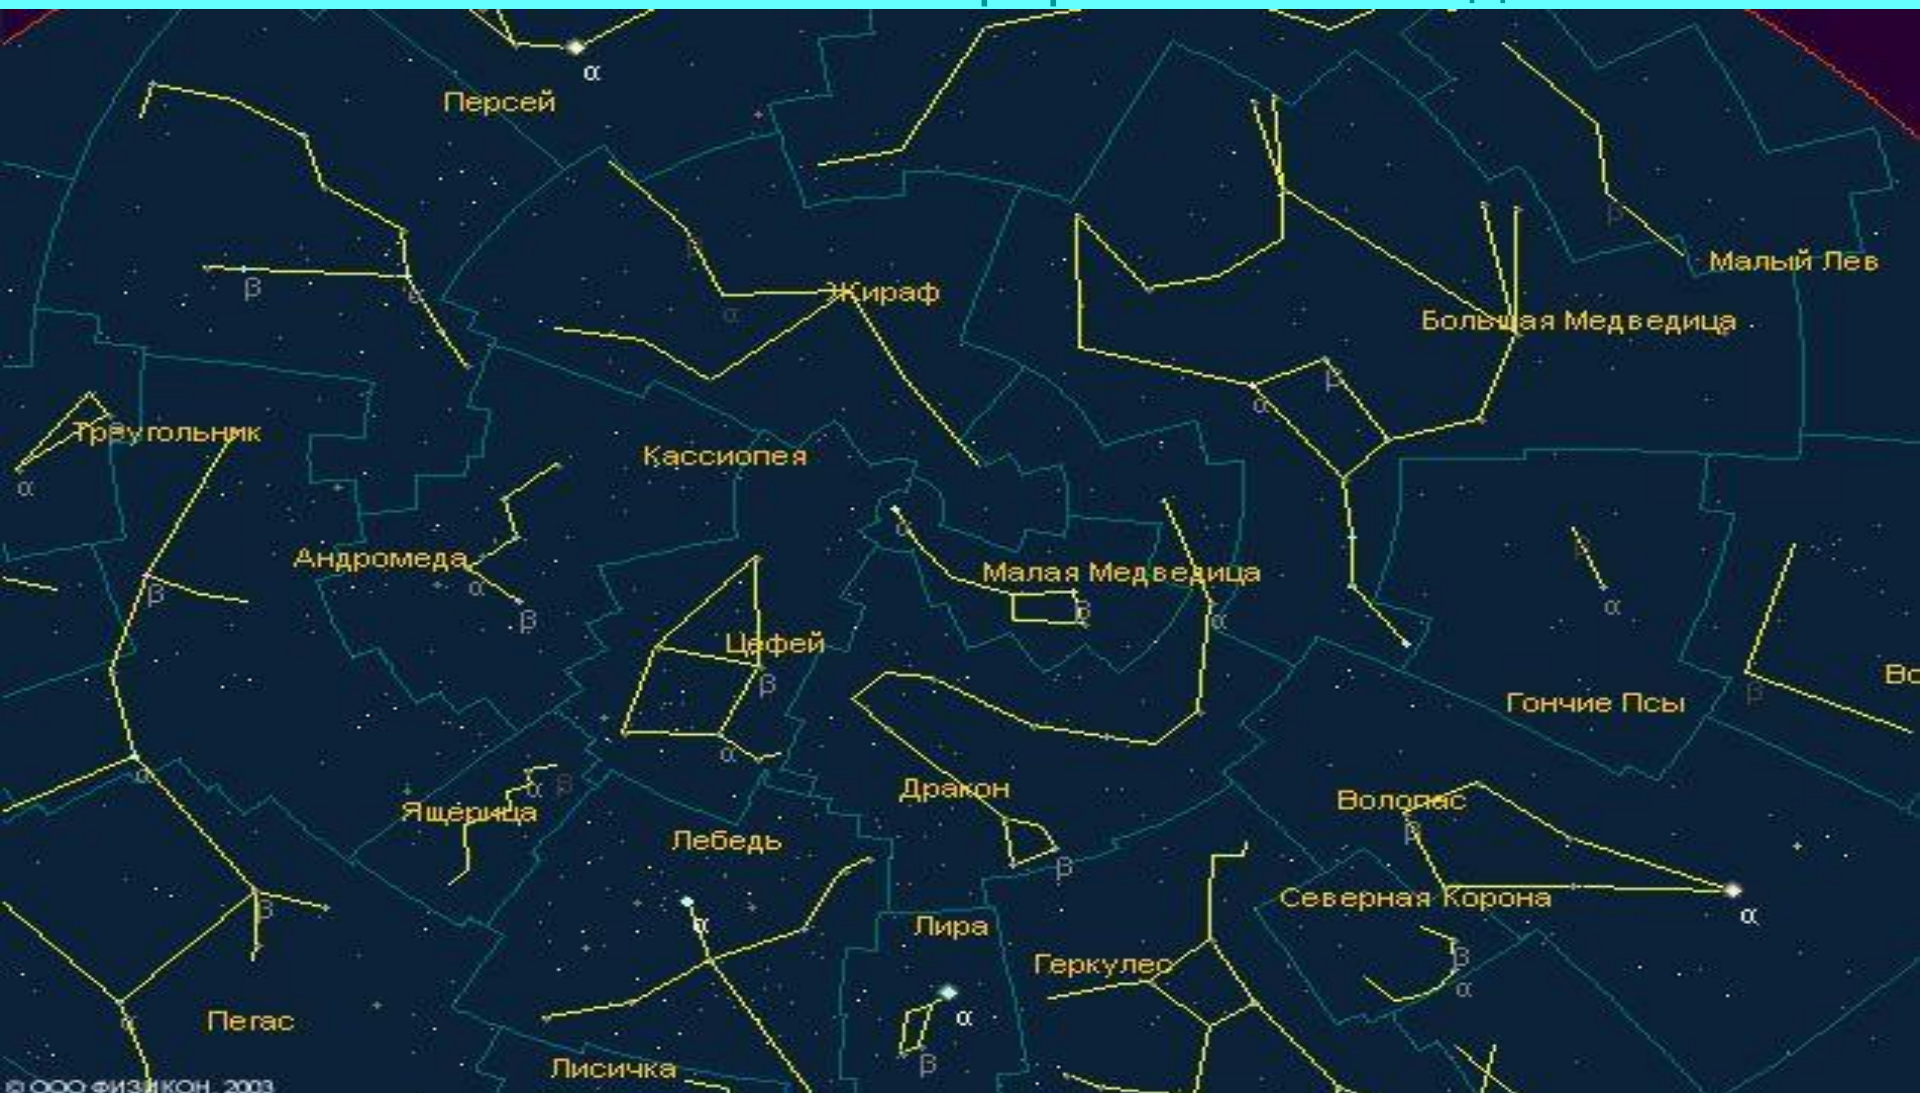 α
Персей
β
Малый Лев
β
Жираф
α
Большая Медведица
β
α
Треугольник
α
Кассиопея
α
Андромеда
α
β
Малая Медведица
β
α
β
α
β
Цефей
β
α
Гончие Псы
β
Во
α
Ящерица
α
β
Дракон
β
Волопас
β
Лебедь
α
Северная Корона
α
β
Лира
α
β
Геркулес
β
α
Пегас
α
Лисичка
© ООО ФИЗИКОН, 2003